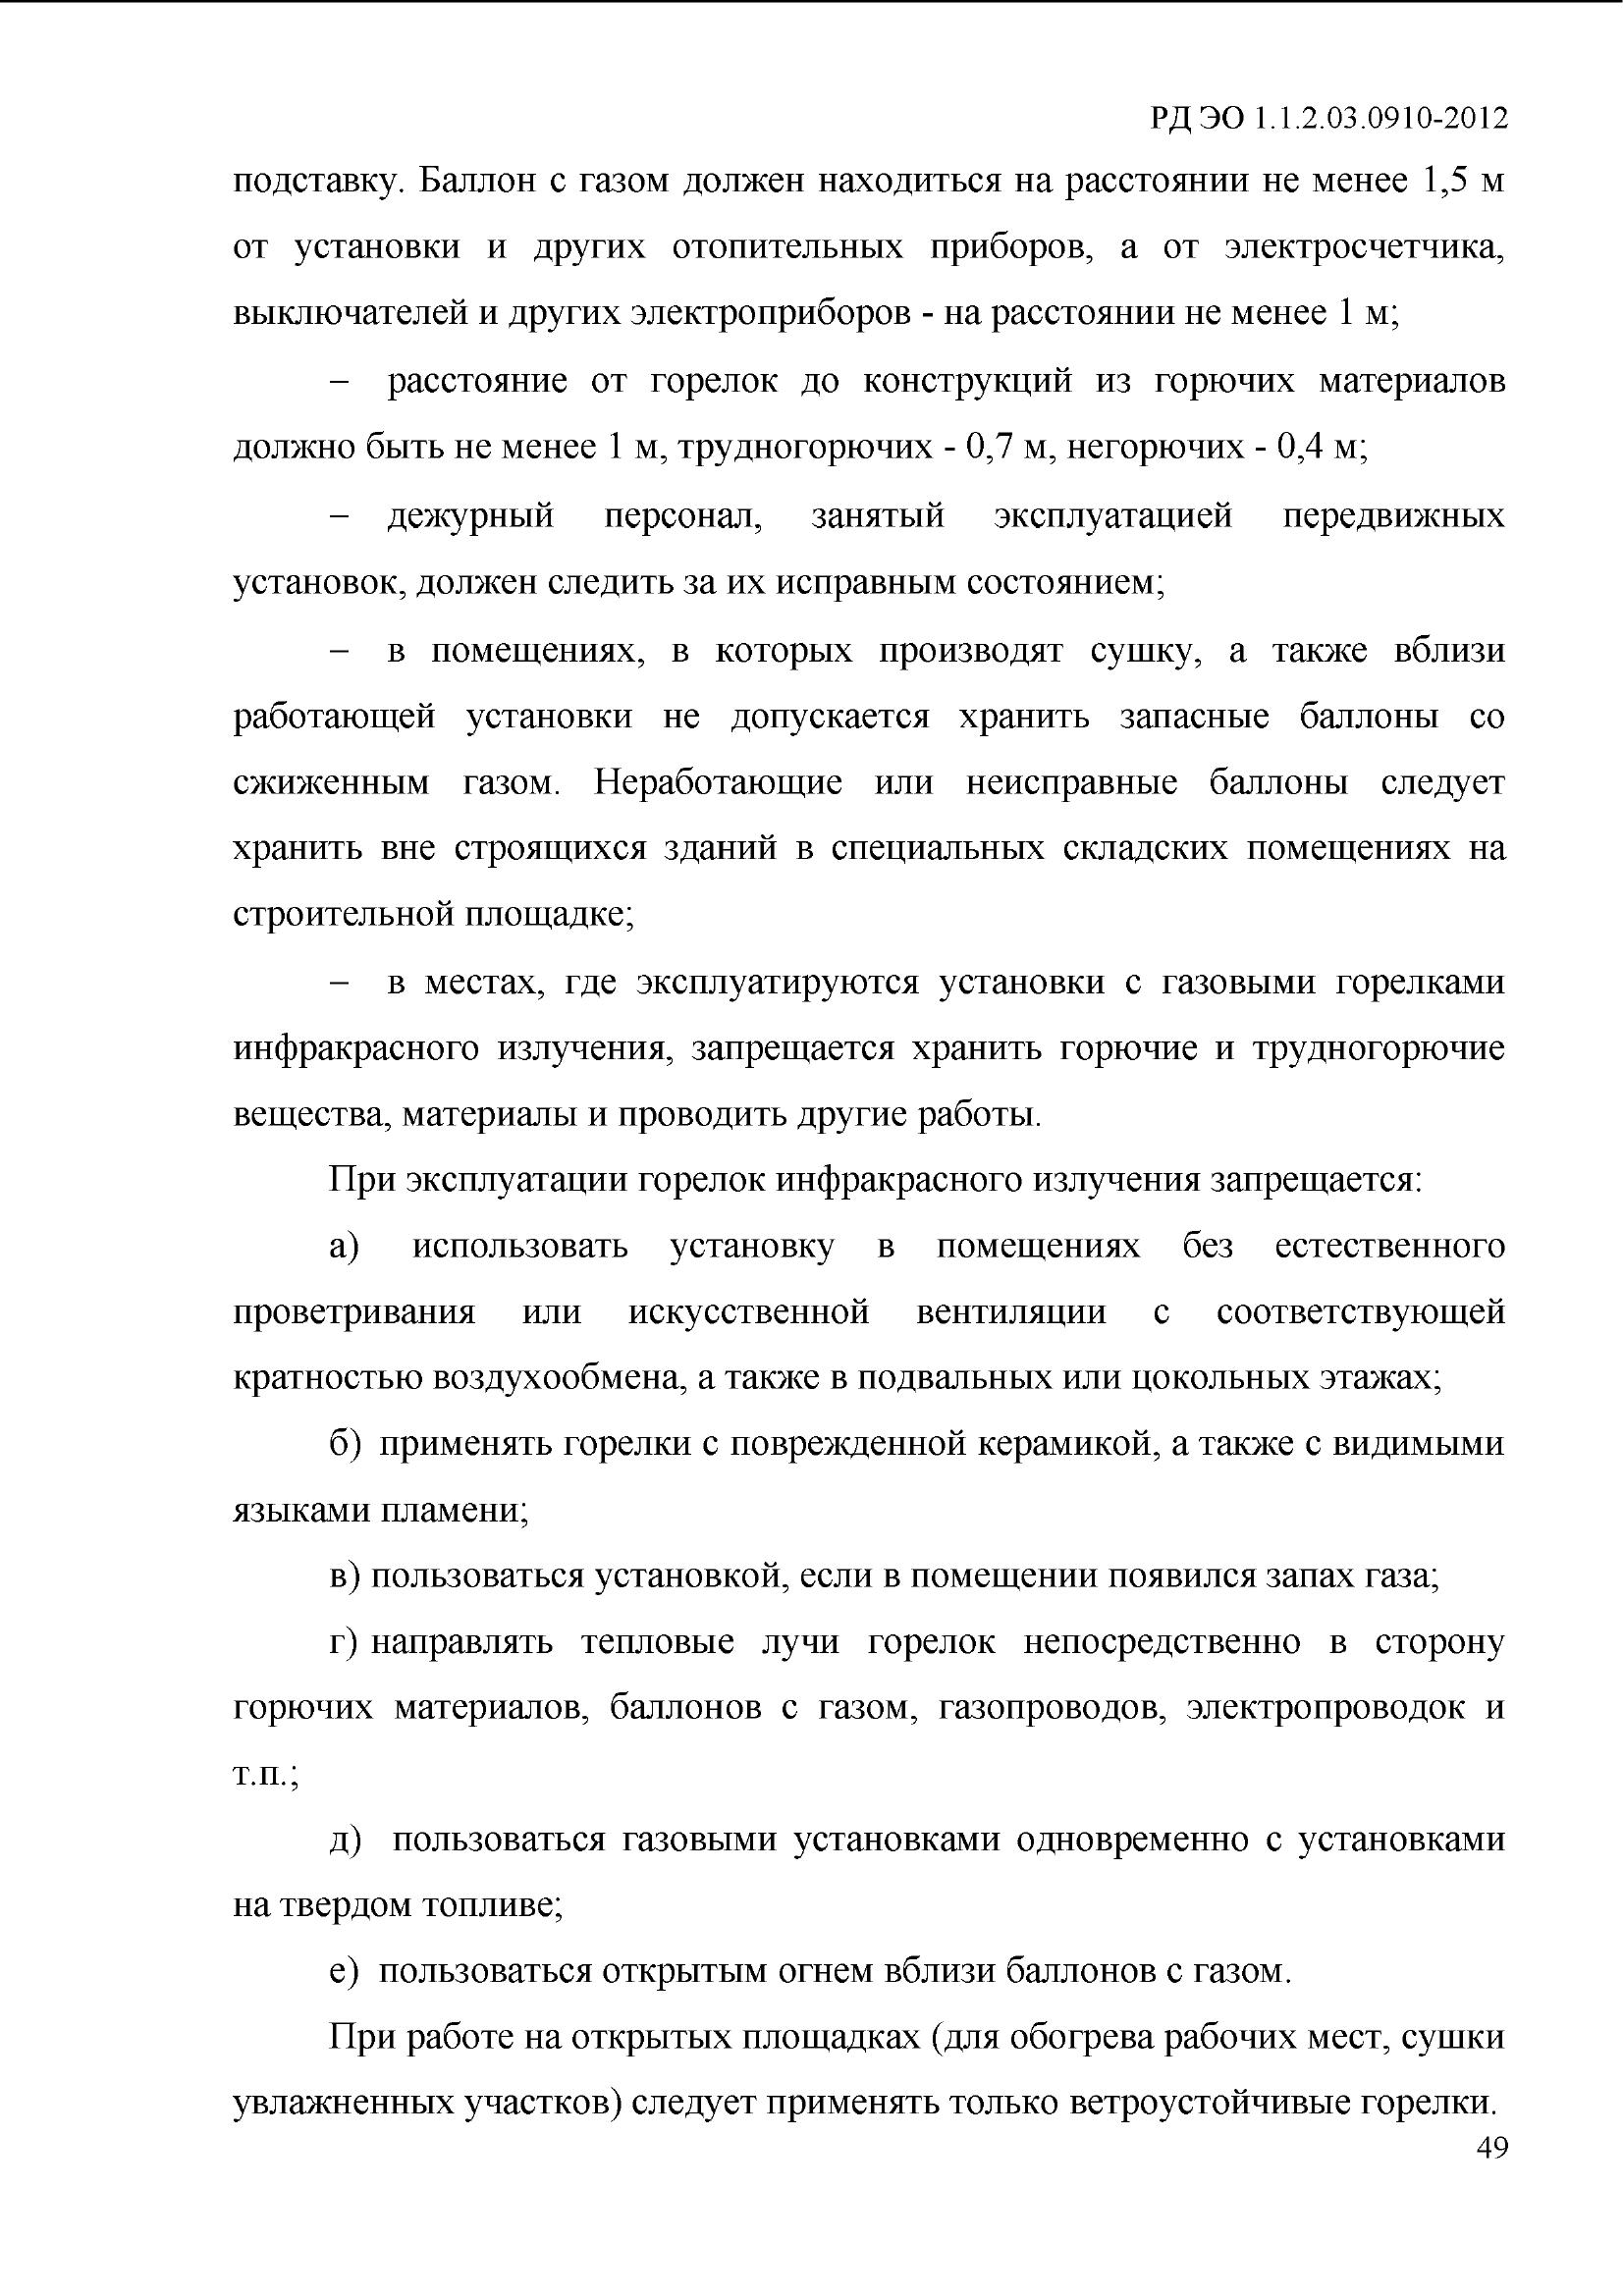 РД ЭО 1.1.2.03.0910-2012
подставку. Баллон с газом должен находиться на расстоянии не менее 1,5 м
от установки и других отопительных приборов, а от электросчетчика,
выключателей и других электроприборов - на расстоянии не менее 1 м;
– расстояние от горелок до конструкций из горючих материалов
должно быть не менее 1 м, трудногорючих - 0,7 м, негорючих - 0,4 м;
– дежурный персонал, занятый эксплуатацией передвижных
установок, должен следить за их исправным состоянием;
– в помещениях, в которых производят сушку, а также вблизи
работающей установки не допускается хранить запасные баллоны со
сжиженным газом. Неработающие или неисправные баллоны следует
хранить вне строящихся зданий в специальных складских помещениях на
строительной площадке;
– в местах, где эксплуатируются установки с газовыми горелками
инфракрасного излучения, запрещается хранить горючие и трудногорючие
вещества, материалы и проводить другие работы.
При эксплуатации горелок инфракрасного излучения запрещается:
а) использовать установку в помещениях без естественного
проветривания или искусственной вентиляции с соответствующей
кратностью воздухообмена, а также в подвальных или цокольных этажах;
б) применять горелки с поврежденной керамикой, а также с видимыми
языками пламени;
в) пользоваться установкой, если в помещении появился запах газа;
г) направлять тепловые лучи горелок непосредственно в сторону
горючих материалов, баллонов с газом, газопроводов, электропроводок и
т.п.;
д) пользоваться газовыми установками одновременно с установками
на твердом топливе;
е) пользоваться открытым огнем вблизи баллонов с газом.
При работе на открытых площадках (для обогрева рабочих мест, сушки
увлажненных участков) следует применять только ветроустойчивые горелки.
49